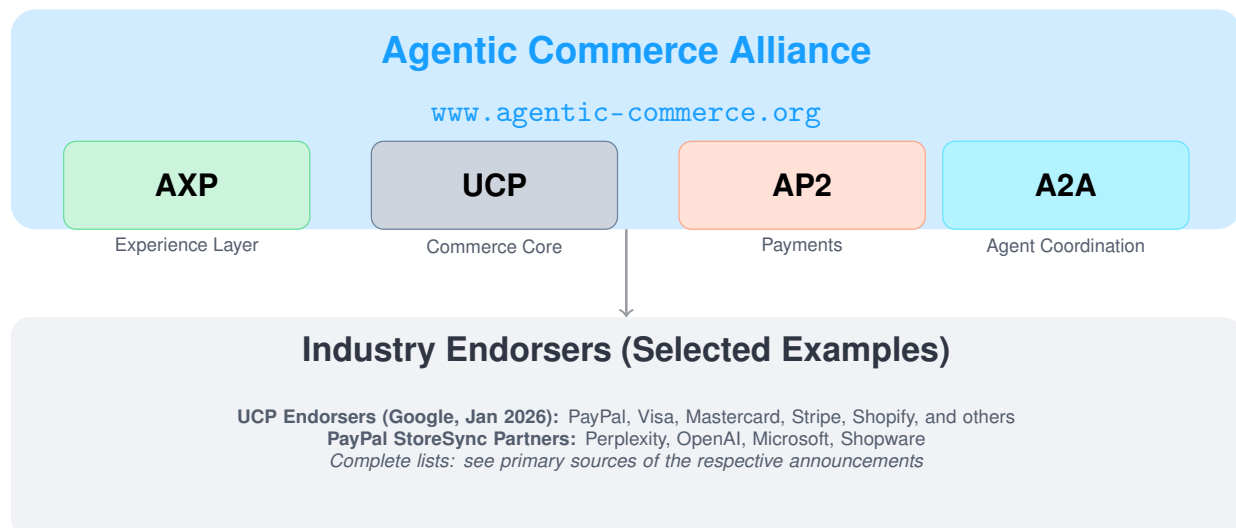 Agentic Commerce Alliance
www.agentic-commerce.org
AXP
UCP
AP2
A2A
Experience Layer
Commerce Core
Payments
Agent Coordination
Industry Endorsers (Selected Examples)
UCP Endorsers (Google, Jan 2026): PayPal, Visa, Mastercard, Stripe, Shopify, and others
PayPal StoreSync Partners: Perplexity, OpenAI, Microsoft, Shopware
Complete lists: see primary sources of the respective announcements